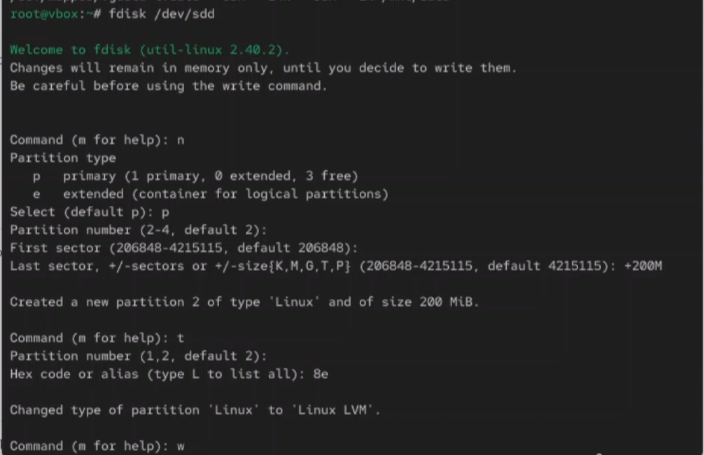 root@vbox:~# fdisk /dev/sdd
Welcome to fdisk (util-linux 2.40.2).
Changes will remain in memory only, until you decide to write them.
Be careful before using the write command.
Command (m for help): n
Partition type
   p   primary (1 primary, 0 extended, 3 free)
   e   extended (container for logical partitions)
Select (default p): p
Partition number (2-4, default 2):
First sector (206848-4215115, default 206848):
Last sector, +/-sectors or +/-size{K,M,G,T,P} (206848-4215115, default 4215115): +200M
Created a new partition 2 of type 'Linux' and of size 200 MiB.
Command (m for help): t
Partition number (1,2, default 2):
Hex code or alias (type L to list all): 8e
Changed type of partition 'Linux' to 'Linux LVM'.
Command (m for help): w